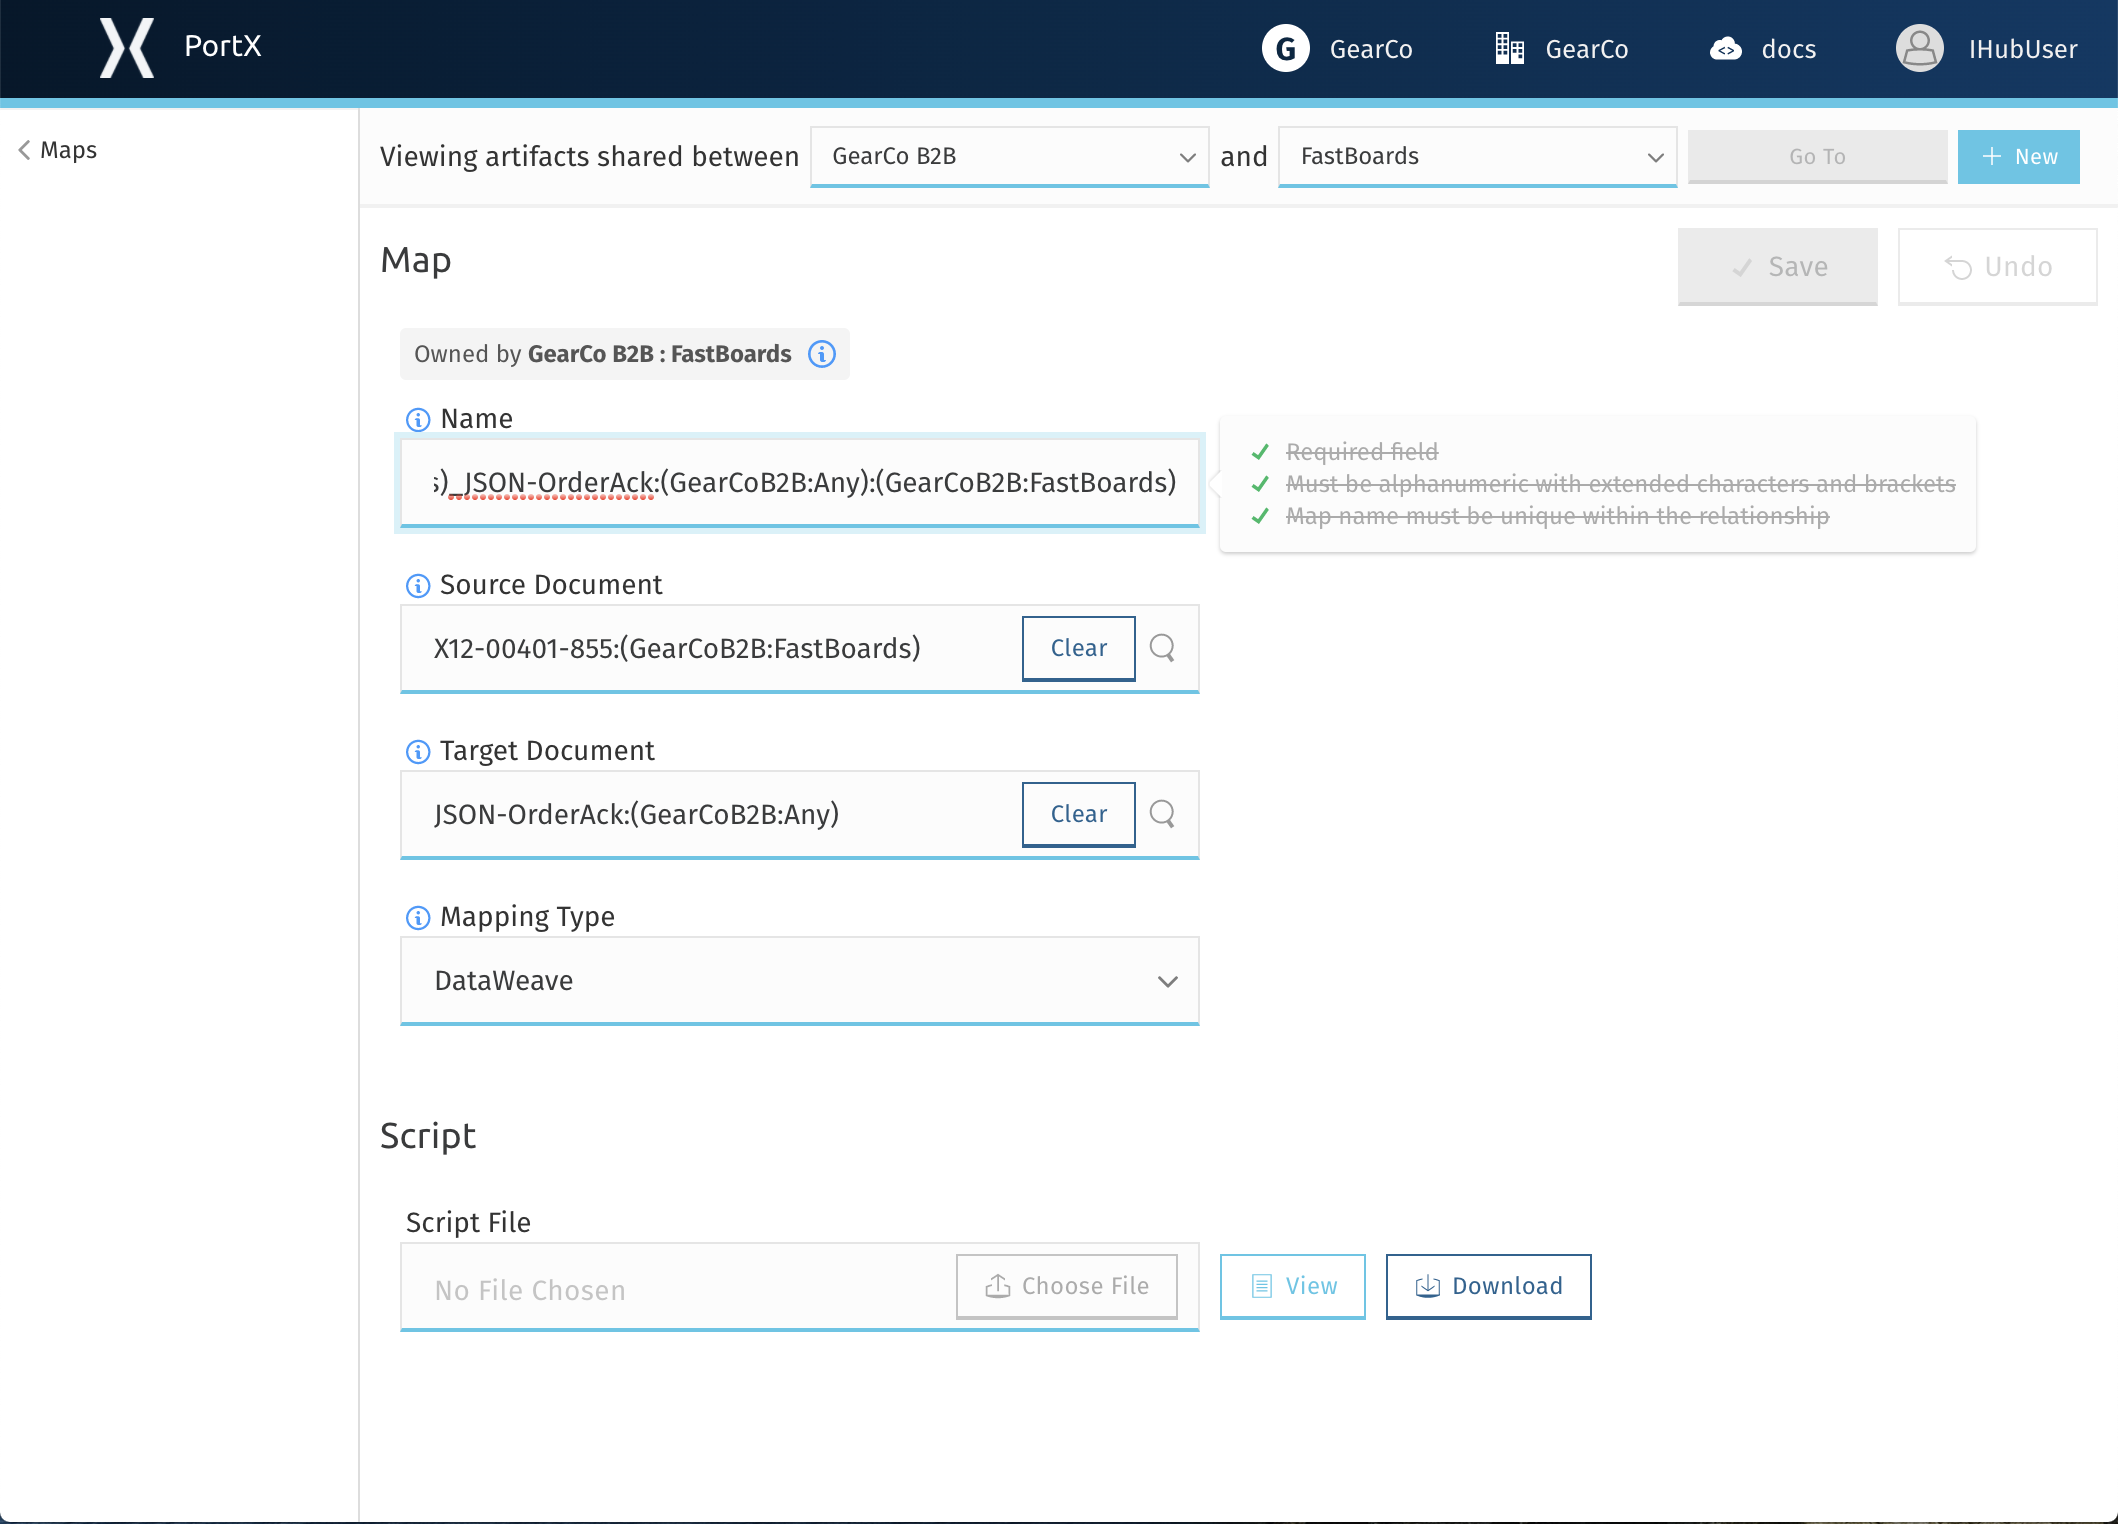 PortX
G GearCo
GearCo
docs
IHubUser
Maps
Viewing artifacts shared between GearCo B2B and FastBoards Go To + New
Map
Save
Undo
Owned by GearCo B2B : FastBoards
Name
s)_JSON-OrderAck:(GearCoB2B:Any):(GearCoB2B:FastBoards)
Required field
Must be alphanumeric with extended characters and brackets
Map name must be unique within the relationship
Source Document
X12-00401-855:(GearCoB2B:FastBoards) Clear
Target Document
JSON-OrderAck:(GearCoB2B:Any) Clear
Mapping Type
DataWeave
Script
Script File
No File Chosen Choose File View Download